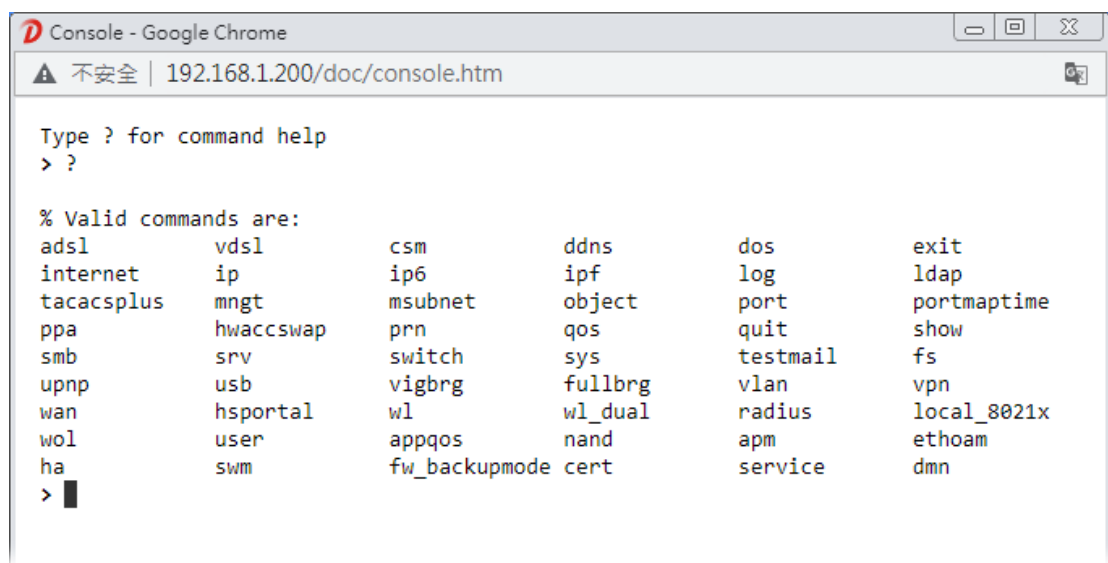 Console - Google Chrome
不安全 | 192.168.1.200/doc/console.htm
Type ? for command help
> ?
% Valid commands are:
adsl vdsl csm ddns dos exit
internet ip ip6 ipf log ldap
tacacsplus mngt msubnet object port portmaptime
ppa hwaccswap prn qos quit show
smb srv switch sys testmail fs
upnp usb vigbrg fullbrg vlan vpn
wan hsportal wl wl_dual radius local_8021x
wol user appqos nand apm ethoam
ha swm fw_backupmode cert service dmn
>